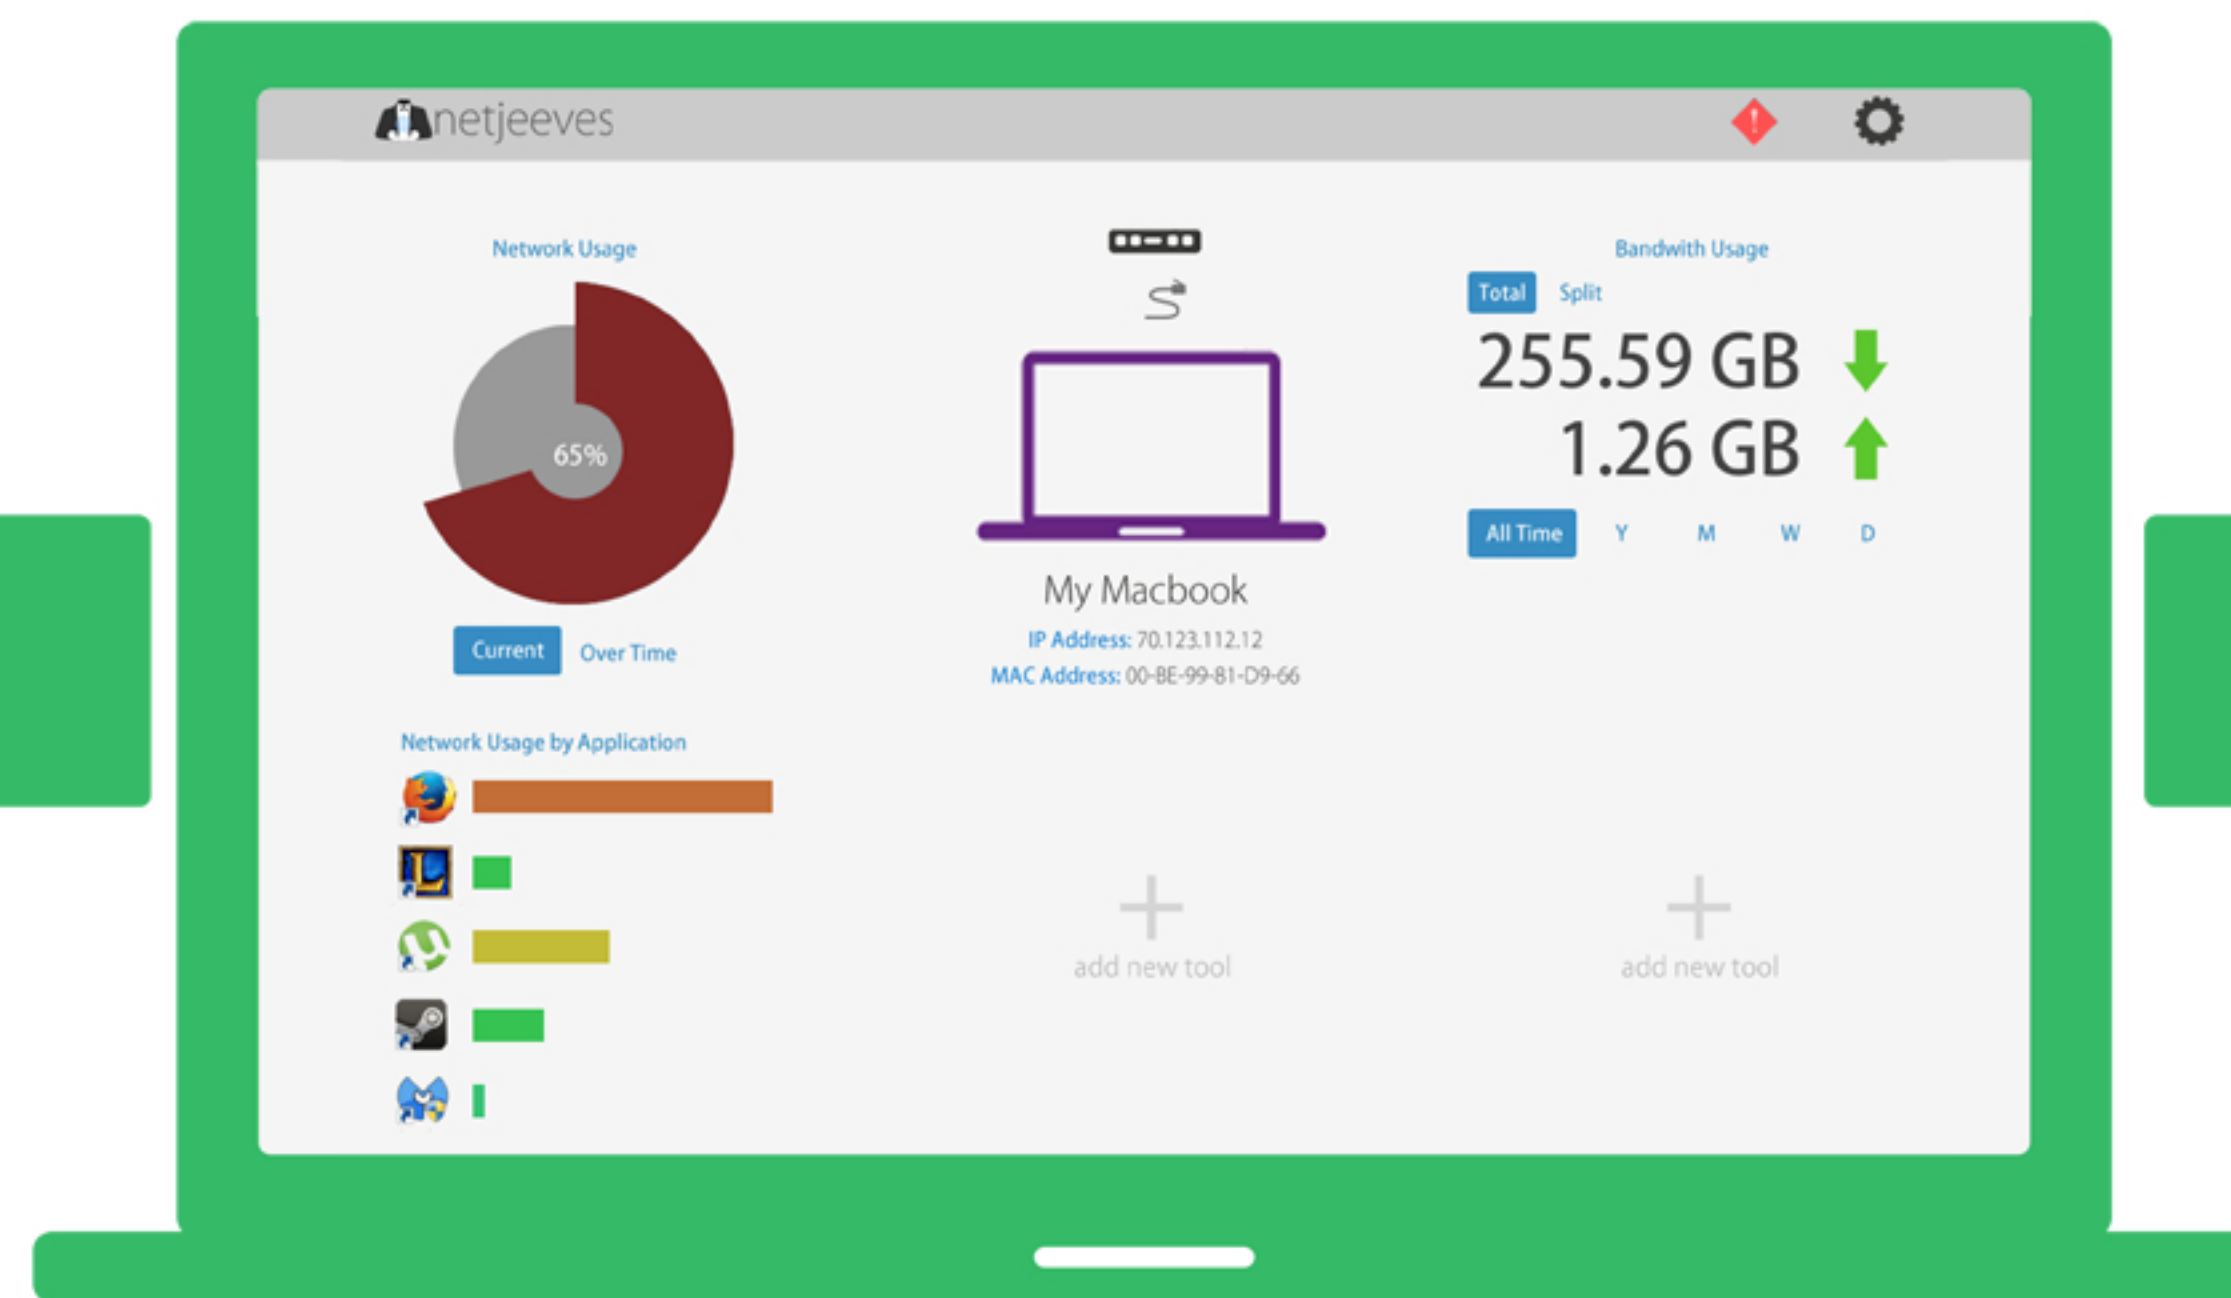 netjeeves
Network Usage
65%
Current Over Time
Network Usage by Application
My Macbook
IP Address: 70.123.112.12
MAC Address: 00-BE-99-81-D9-66
Bandwith Usage
Total Split
255.59 GB
1.26 GB
All Time Y M W D
add new tool
add new tool